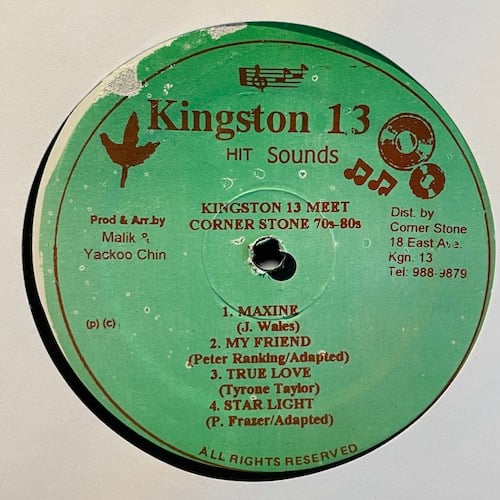 Kingston 13
HIT Sounds
KINGSTON 13 MEET
CORNER STONE 70s-80s
Prod & Arr.by
Malik &
Yackoo Chin
Dist. by
Corner Stone
18 East Ave.
Kgn. 13
Tel: 988-9879
(p) (c)
1. MAXINE
(J. Wales)
2. MY FRIEND
(Peter Ranking/Adapted)
3. TRUE LOVE
(Tyrone Taylor)
4. STAR LIGHT
(P. Frazer/Adapted)
ALL RIGHTS RESERVED